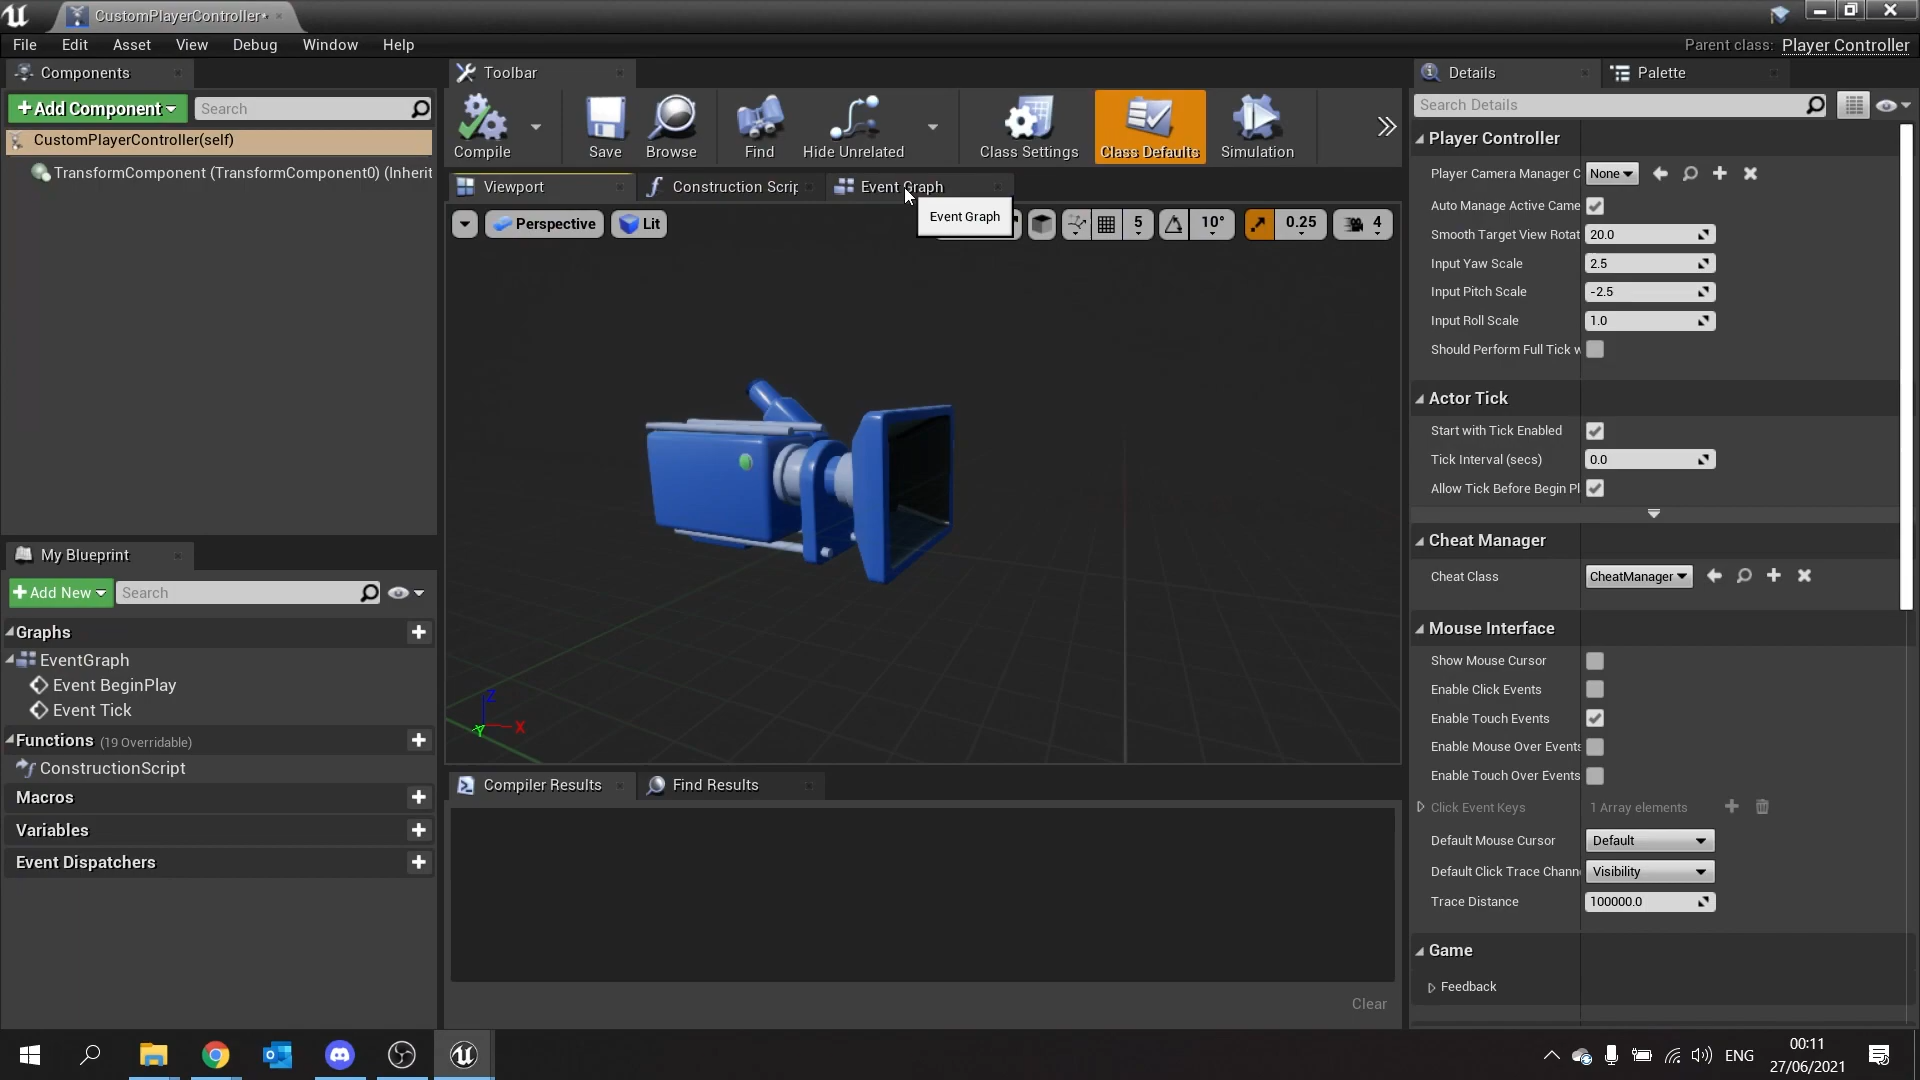 CustomPlayerController*
File Edit Asset View Debug Window Help
Parent class: Player Controller
Components
+Add Component
Search
CustomPlayerController(self)
TransformComponent (TransformComponent0) (Inherit
My Blueprint
+Add New
Search
Graphs
EventGraph
Event BeginPlay
Event Tick
Functions (19 Overridable)
ConstructionScript
Macros
Variables
Event Dispatchers
Toolbar
Compile
Save
Browse
Find
Hide Unrelated
Class Settings
Class Defaults
Simulation
Viewport
Construction Scrip
Event Graph
Event Graph
Perspective
Lit
5
10°
0.25
4
Z
X
Y
Compiler Results
Find Results
Clear
Details
Palette
Search Details
Player Controller
Player Camera Manager C None
Auto Manage Active Came
Smooth Target View Rotat 20.0
Input Yaw Scale 2.5
Input Pitch Scale -2.5
Input Roll Scale 1.0
Should Perform Full Tick w
Actor Tick
Start with Tick Enabled
Tick Interval (secs) 0.0
Allow Tick Before Begin Pl
Cheat Manager
Cheat Class CheatManager
Mouse Interface
Show Mouse Cursor
Enable Click Events
Enable Touch Events
Enable Mouse Over Events
Enable Touch Over Events
Click Event Keys 1 Array elements
Default Mouse Cursor Default
Default Click Trace Chann Visibility
Trace Distance 100000.0
Game
Feedback
ENG
00:11
27/06/2021